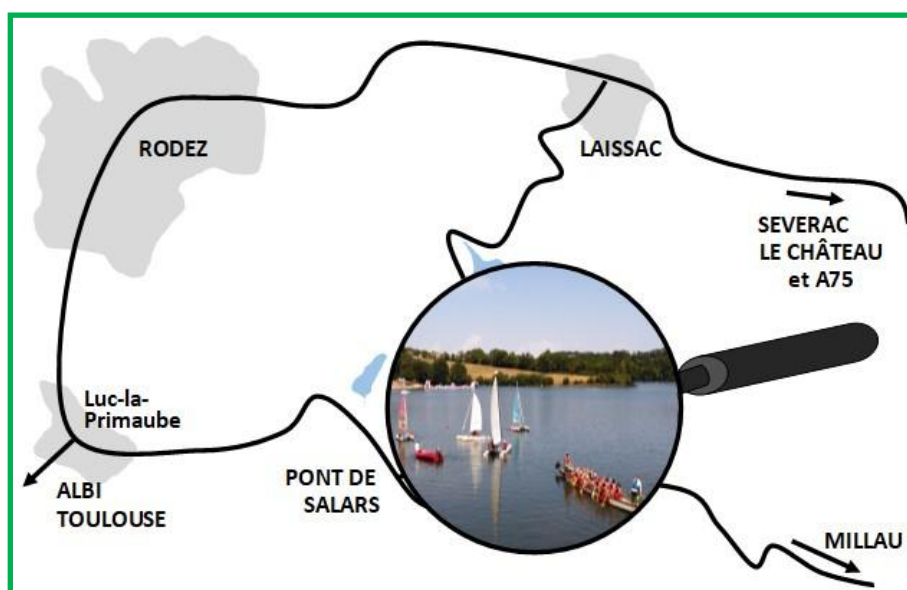 RODEZ
LAISSAC
SEVERAC
LE CHÂTEAU
et A75
Luc-la-
Primaube
PONT DE
SALARS
ALBI
TOULOUSE
MILLAU